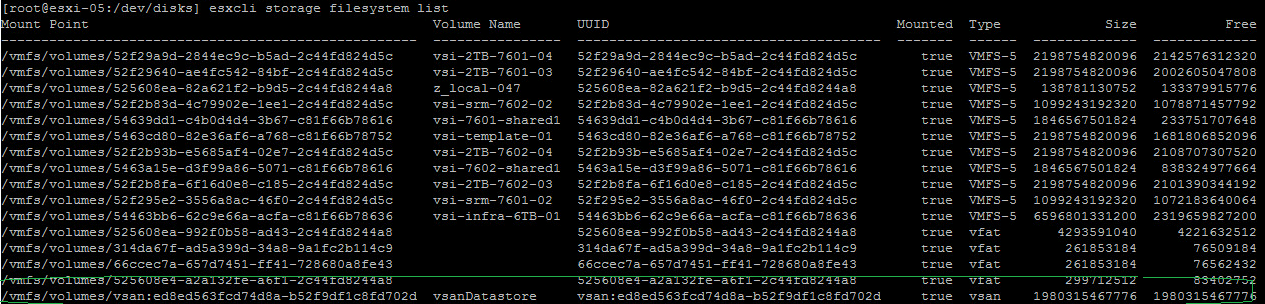 [root@esxi-05:/dev/disks] esxcli storage filesystem list
Mount Point                                        Volume Name       UUID                                   Mounted  Type             Size           Free
-------------------------------------------------  ----------------  -------------------------------------  -------  ------  -------------  -------------
/vmfs/volumes/52f29a9d-2844ec9c-b5ad-2c44fd824d5c  vsi-2TB-7601-04   52f29a9d-2844ec9c-b5ad-2c44fd824d5c  true  VMFS-5  2198754820096  2142576312320
/vmfs/volumes/52f29640-ae4fc542-84bf-2c44fd824d5c  vsi-2TB-7601-03   52f29640-ae4fc542-84bf-2c44fd824d5c  true  VMFS-5  2198754820096  2002605047808
/vmfs/volumes/525608ea-82a621f2-b9d5-2c44fd8244a8  z_local-047       525608ea-82a621f2-b9d5-2c44fd8244a8  true  VMFS-5  138781130752  133379915776
/vmfs/volumes/52f2b83d-4c79902e-1ee1-2c44fd824d5c  vsi-srm-7602-02   52f2b83d-4c79902e-1ee1-2c44fd824d5c  true  VMFS-5  1099243192320  1078871457792
/vmfs/volumes/54639dd1-c4b0d4d4-3b67-c81f66b78616  vsi-7601-shared1  54639dd1-c4b0d4d4-3b67-c81f66b78616  true  VMFS-5  1846567501824  233751707648
/vmfs/volumes/5463cd80-82e36af6-a768-c81f66b78752  vsi-template-01   5463cd80-82e36af6-a768-c81f66b78752  true  VMFS-5  2198754820096  1681806852096
/vmfs/volumes/52f2b93b-e5685af4-02e7-2c44fd824d5c  vsi-2TB-7602-04   52f2b93b-e5685af4-02e7-2c44fd824d5c  true  VMFS-5  2198754820096  2108707307520
/vmfs/volumes/5463a15e-d3f99a86-5071-c81f66b78616  vsi-7602-shared1  5463a15e-d3f99a86-5071-c81f66b78616  true  VMFS-5  1846567501824  838324977664
/vmfs/volumes/52f2b8fa-6f16d0e8-c185-2c44fd824d5c  vsi-2TB-7602-03   52f2b8fa-6f16d0e8-c185-2c44fd824d5c  true  VMFS-5  2198754820096  2101390344192
/vmfs/volumes/52f295e2-3556a8ac-46f0-2c44fd824d5c  vsi-srm-7601-02   52f295e2-3556a8ac-46f0-2c44fd824d5c  true  VMFS-5  1099243192320  1072183640064
/vmfs/volumes/54463bb6-62c9e66a-acfa-c81f66b78636  vsi-infra-6TB-01  54463bb6-62c9e66a-acfa-c81f66b78636  true  VMFS-5  6596801331200  2319659827200
/vmfs/volumes/525608ea-992f0b58-ad43-2c44fd8244a8  525608ea-992f0b58-ad43-2c44fd8244a8  true  vfat  4293591040  4221632512
/vmfs/volumes/314da67f-ad5a399d-34a8-9a1fc2b114c9  314da67f-ad5a399d-34a8-9a1fc2b114c9  true  vfat  261853184  76509184
/vmfs/volumes/66ccec7a-657d7151-ff41-728680a8fe43  66ccec7a-657d7151-ff41-728680a8fe43  true  vfat  261853184  76562432
/vmfs/volumes/525608e4-a2a132fe-a6f1-2c44fd8244a8  525608e4-a2a132fe-a6f1-2c44fd8244a8  true  vfat  299712512  83402752
/vmfs/volumes/vsan:ed8ed563fcd74d8a-b52f9df1c8fd702d  vsanDatastore  vsan:ed8ed563fcd74d8a-b52f9df1c8fd702d  true  vsan  1980315467776  1980315467776